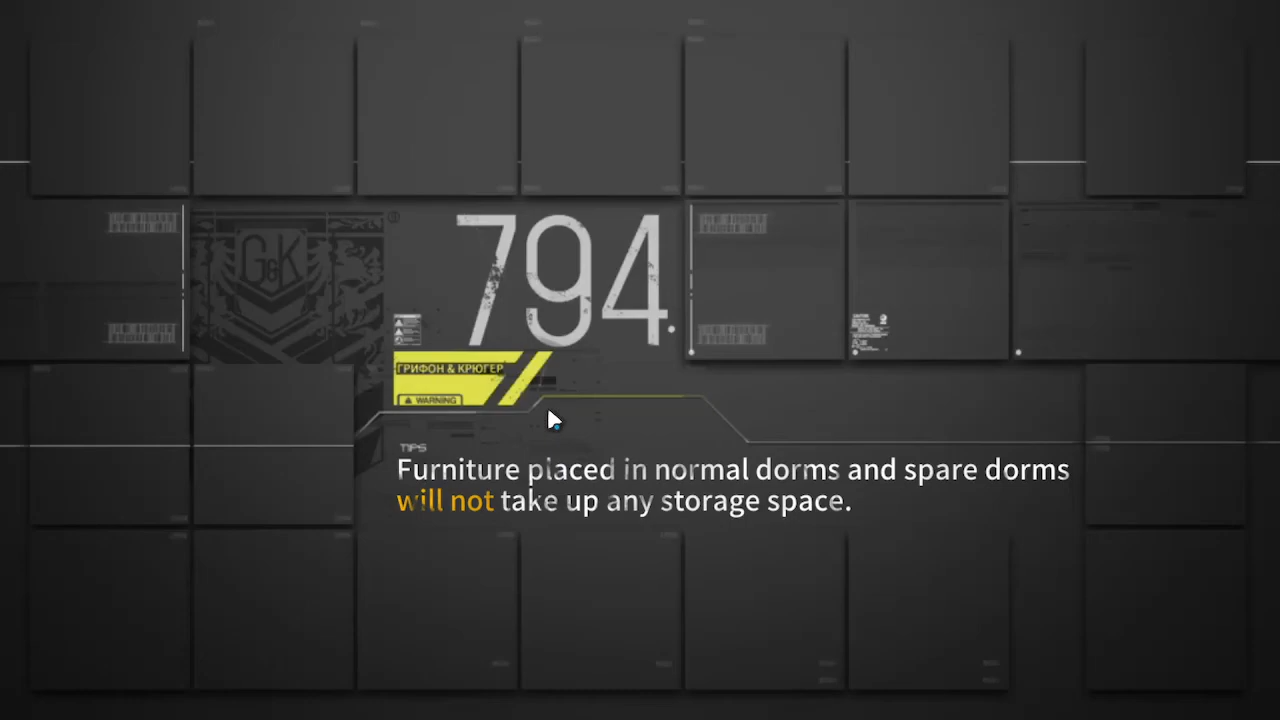 G&K
794.
ГРИФОН & КРЮГЕР
WARNING
TIPS
Furniture placed in normal dorms and spare dorms
will not take up any storage space.